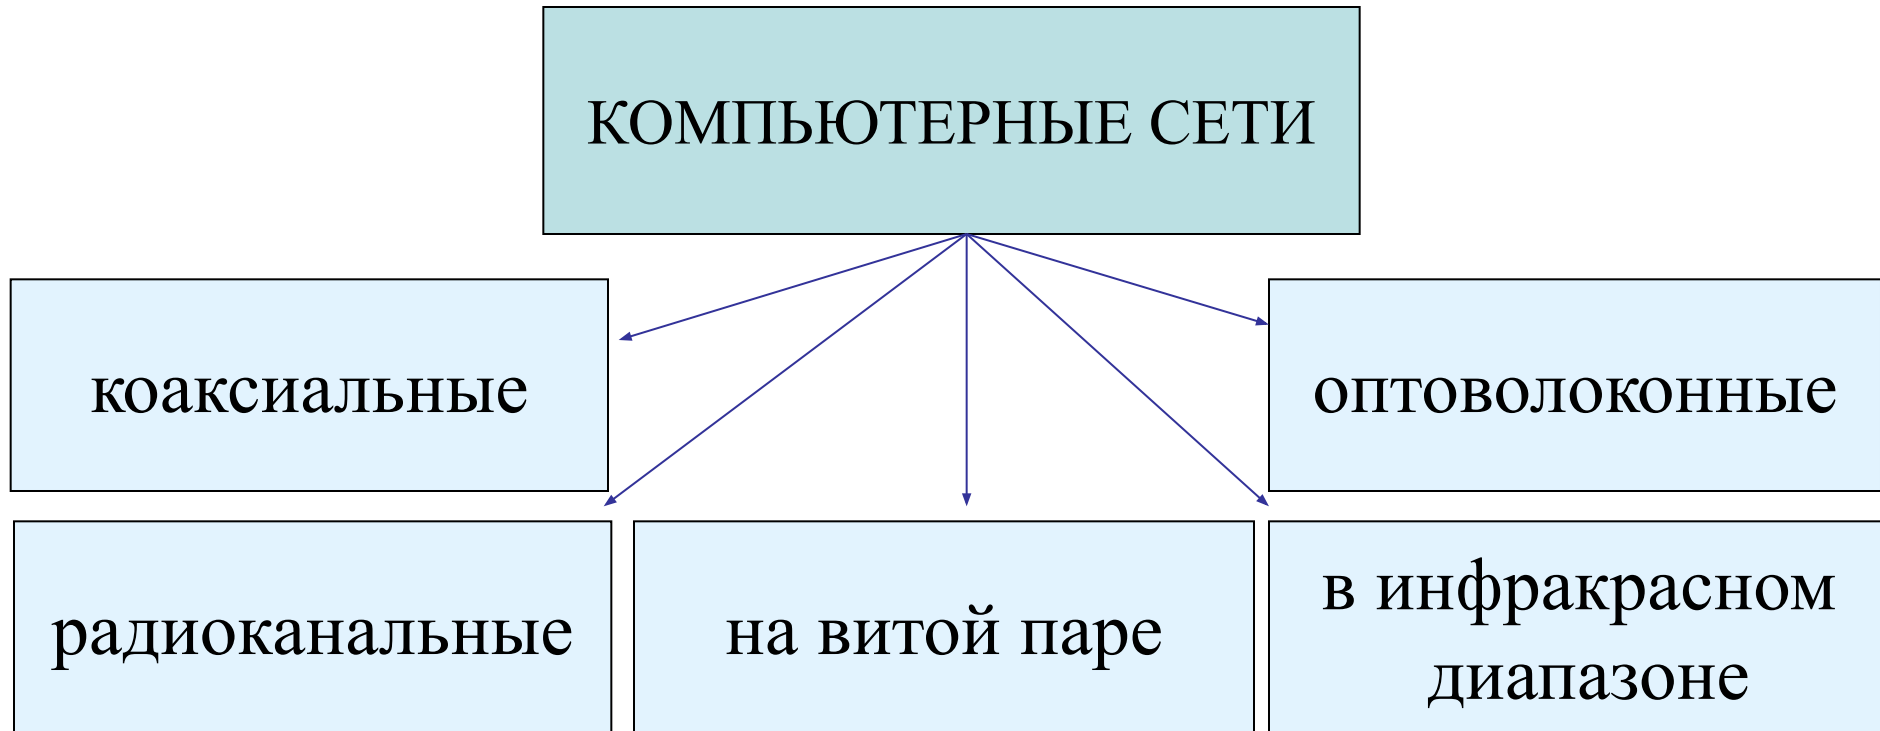 КОМПЬЮТЕРНЫЕ СЕТИ
коаксиальные
оптоволоконные
радиоканальные
на витой паре
в инфракрасном
диапазоне